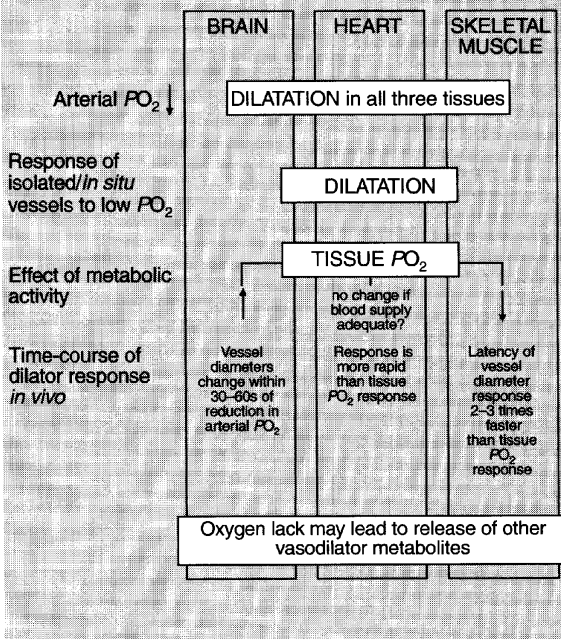 BRAIN
HEART
SKELETAL
MUSCLE
Arterial PO₂ ↓
DILATATION in all three tissues
Response of
isolated/In situ
vessels to low PO₂
DILATATION
TISSUE PO₂
Effect of metabolic
activity
no change if
blood supply
adequate?
Time-course of
dilator response
in vivo
Vessel
diameters
change within
30–60s of
reduction in
arterial PO₂
Response is
more rapid
than tissue
PO₂ response
Latency of
vessel
diameter
response
2–3 times
faster
than tissue
PO₂
response
Oxygen lack may lead to release of other
vasodilator metabolites